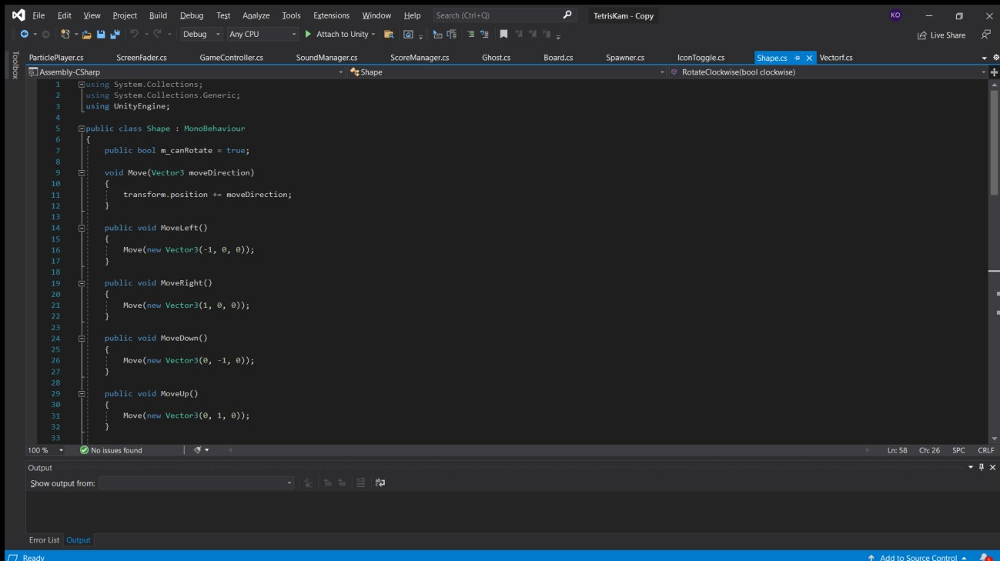 File Edit View Project Build Debug Test Analyze Tools Extensions Window Help Search (Ctrl+Q) TetrisKam - Copy KO
Debug Any CPU Attach to Unity Live Share
Toolbox
ParticlePlayer.cs ScreenFader.cs GameController.cs SoundManager.cs ScoreManager.cs Ghost.cs Board.cs Spawner.cs IconToggle.cs Shape.cs Vectorf.cs
Assembly-CSharp Shape RotateClockwise(bool clockwise)
1 using System.Collections;
2 using System.Collections.Generic;
3 using UnityEngine;
4
5 public class Shape : MonoBehaviour
6 {
7 public bool m_canRotate = true;
8
9 void Move(Vector3 moveDirection)
10 {
11 transform.position += moveDirection;
12 }
13
14 public void MoveLeft()
15 {
16 Move(new Vector3(-1, 0, 0));
17 }
18
19 public void MoveRight()
20 {
21 Move(new Vector3(1, 0, 0));
22 }
23
24 public void MoveDown()
25 {
26 Move(new Vector3(0, -1, 0));
27 }
28
29 public void MoveUp()
30 {
31 Move(new Vector3(0, 1, 0));
32 }
33
100 % No issues found Ln: 58 Ch: 26 SPC CRLF
Output
Show output from:
Error List Output
Ready Add to Source Control 1